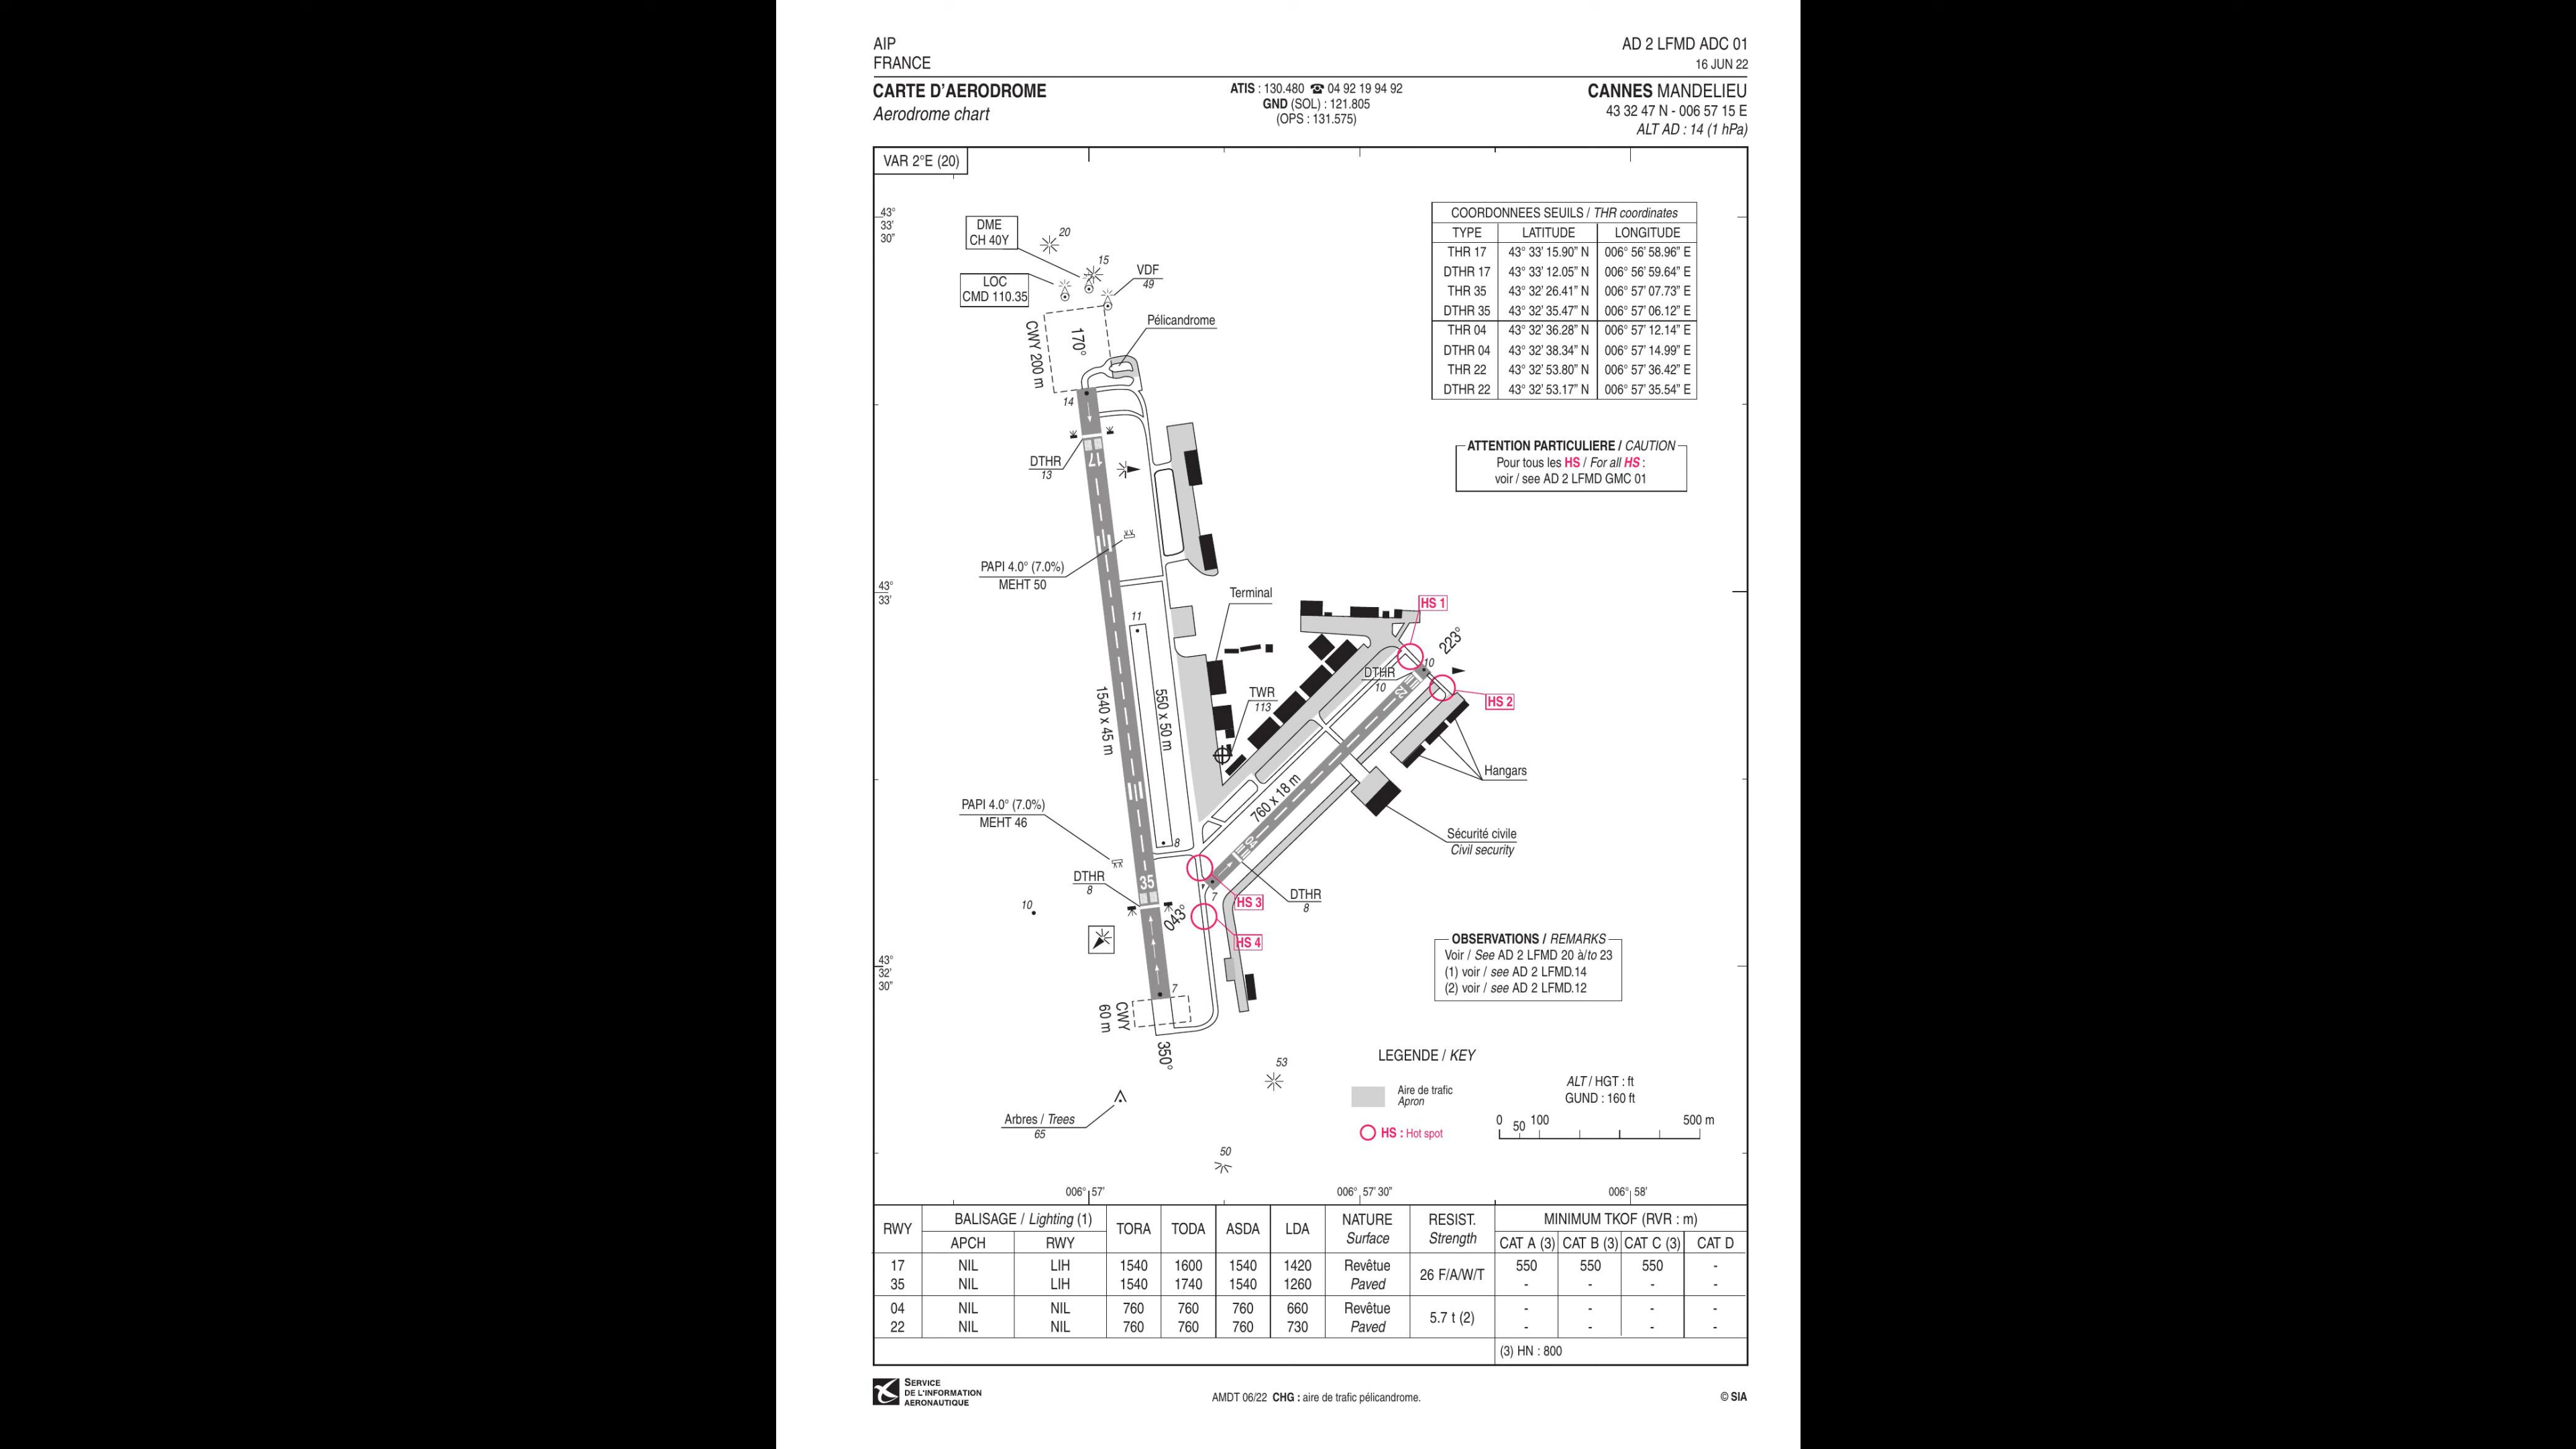 AIP
FRANCE
AD 2 LFMD ADC 01
16 JUN 22
CARTE D'AERODROME
Aerodrome chart
ATIS : 130.480 ☎ 04 92 19 94 92
GND (SOL) : 121.805
(OPS : 131.575)
CANNES MANDELIEU
43 32 47 N - 006 57 15 E
ALT AD : 14 (1 hPa)
VAR 2°E (20)
43°
33'
30"
DME
CH 40Y
20
15
LOC
CMD 110.35
VDF
49
COORDONNEES SEUILS / THR coordinates
TYPE LATITUDE LONGITUDE
THR 17 43° 33' 15.90" N 006° 56' 58.96" E
DTHR 17 43° 33' 12.05" N 006° 56' 59.64" E
THR 35 43° 32' 26.41" N 006° 57' 07.73" E
DTHR 35 43° 32' 35.47" N 006° 57' 06.12" E
THR 04 43° 32' 36.28" N 006° 57' 12.14" E
DTHR 04 43° 32' 38.34" N 006° 57' 14.99" E
THR 22 43° 32' 53.80" N 006° 57' 36.42" E
DTHR 22 43° 32' 53.17" N 006° 57' 35.54" E
CWY 200 m
170°
Pélicandrome
14
DTHR
13
17
ATTENTION PARTICULIERE / CAUTION
Pour tous les HS / For all HS :
voir / see AD 2 LFMD GMC 01
PAPI 4.0° (7.0%)
MEHT 50
43°
33'
11
Terminal
HS 1
223°
10
DTHR
10
22
HS 2
1540 x 45 m
550 x 50 m
TWR
113
Hangars
760 x 18 m
PAPI 4.0° (7.0%)
MEHT 46
8
04
Sécurité civile
Civil security
DTHR
8
35
10
043°
7
HS 3
DTHR
8
HS 4
43°
32'
30"
OBSERVATIONS / REMARKS
Voir / See AD 2 LFMD 20 à/to 23
(1) voir / see AD 2 LFMD.14
(2) voir / see AD 2 LFMD.12
7
CWY
60 m
350°
53
Arbres / Trees
65
50
LEGENDE / KEY
Aire de trafic
Apron
HS : Hot spot
ALT / HGT : ft
GUND : 160 ft
0 50 100 500 m
006° 57' 006° 57' 30" 006° 58'
RWY BALISAGE / Lighting (1) TORA TODA ASDA LDA NATURE Surface RESIST. Strength MINIMUM TKOF (RVR : m)
APCH RWY CAT A (3) CAT B (3) CAT C (3) CAT D
17 NIL LIH 1540 1600 1540 1420 Revêtue 26 F/A/W/T 550 550 550 -
35 NIL LIH 1540 1740 1540 1260 Paved - - - -
04 NIL NIL 760 760 760 660 Revêtue 5.7 t (2) - - - -
22 NIL NIL 760 760 760 730 Paved - - - -
(3) HN : 800
SERVICE
DE L'INFORMATION
AERONAUTIQUE
AMDT 06/22 CHG : aire de trafic pélicandrome.
© SIA